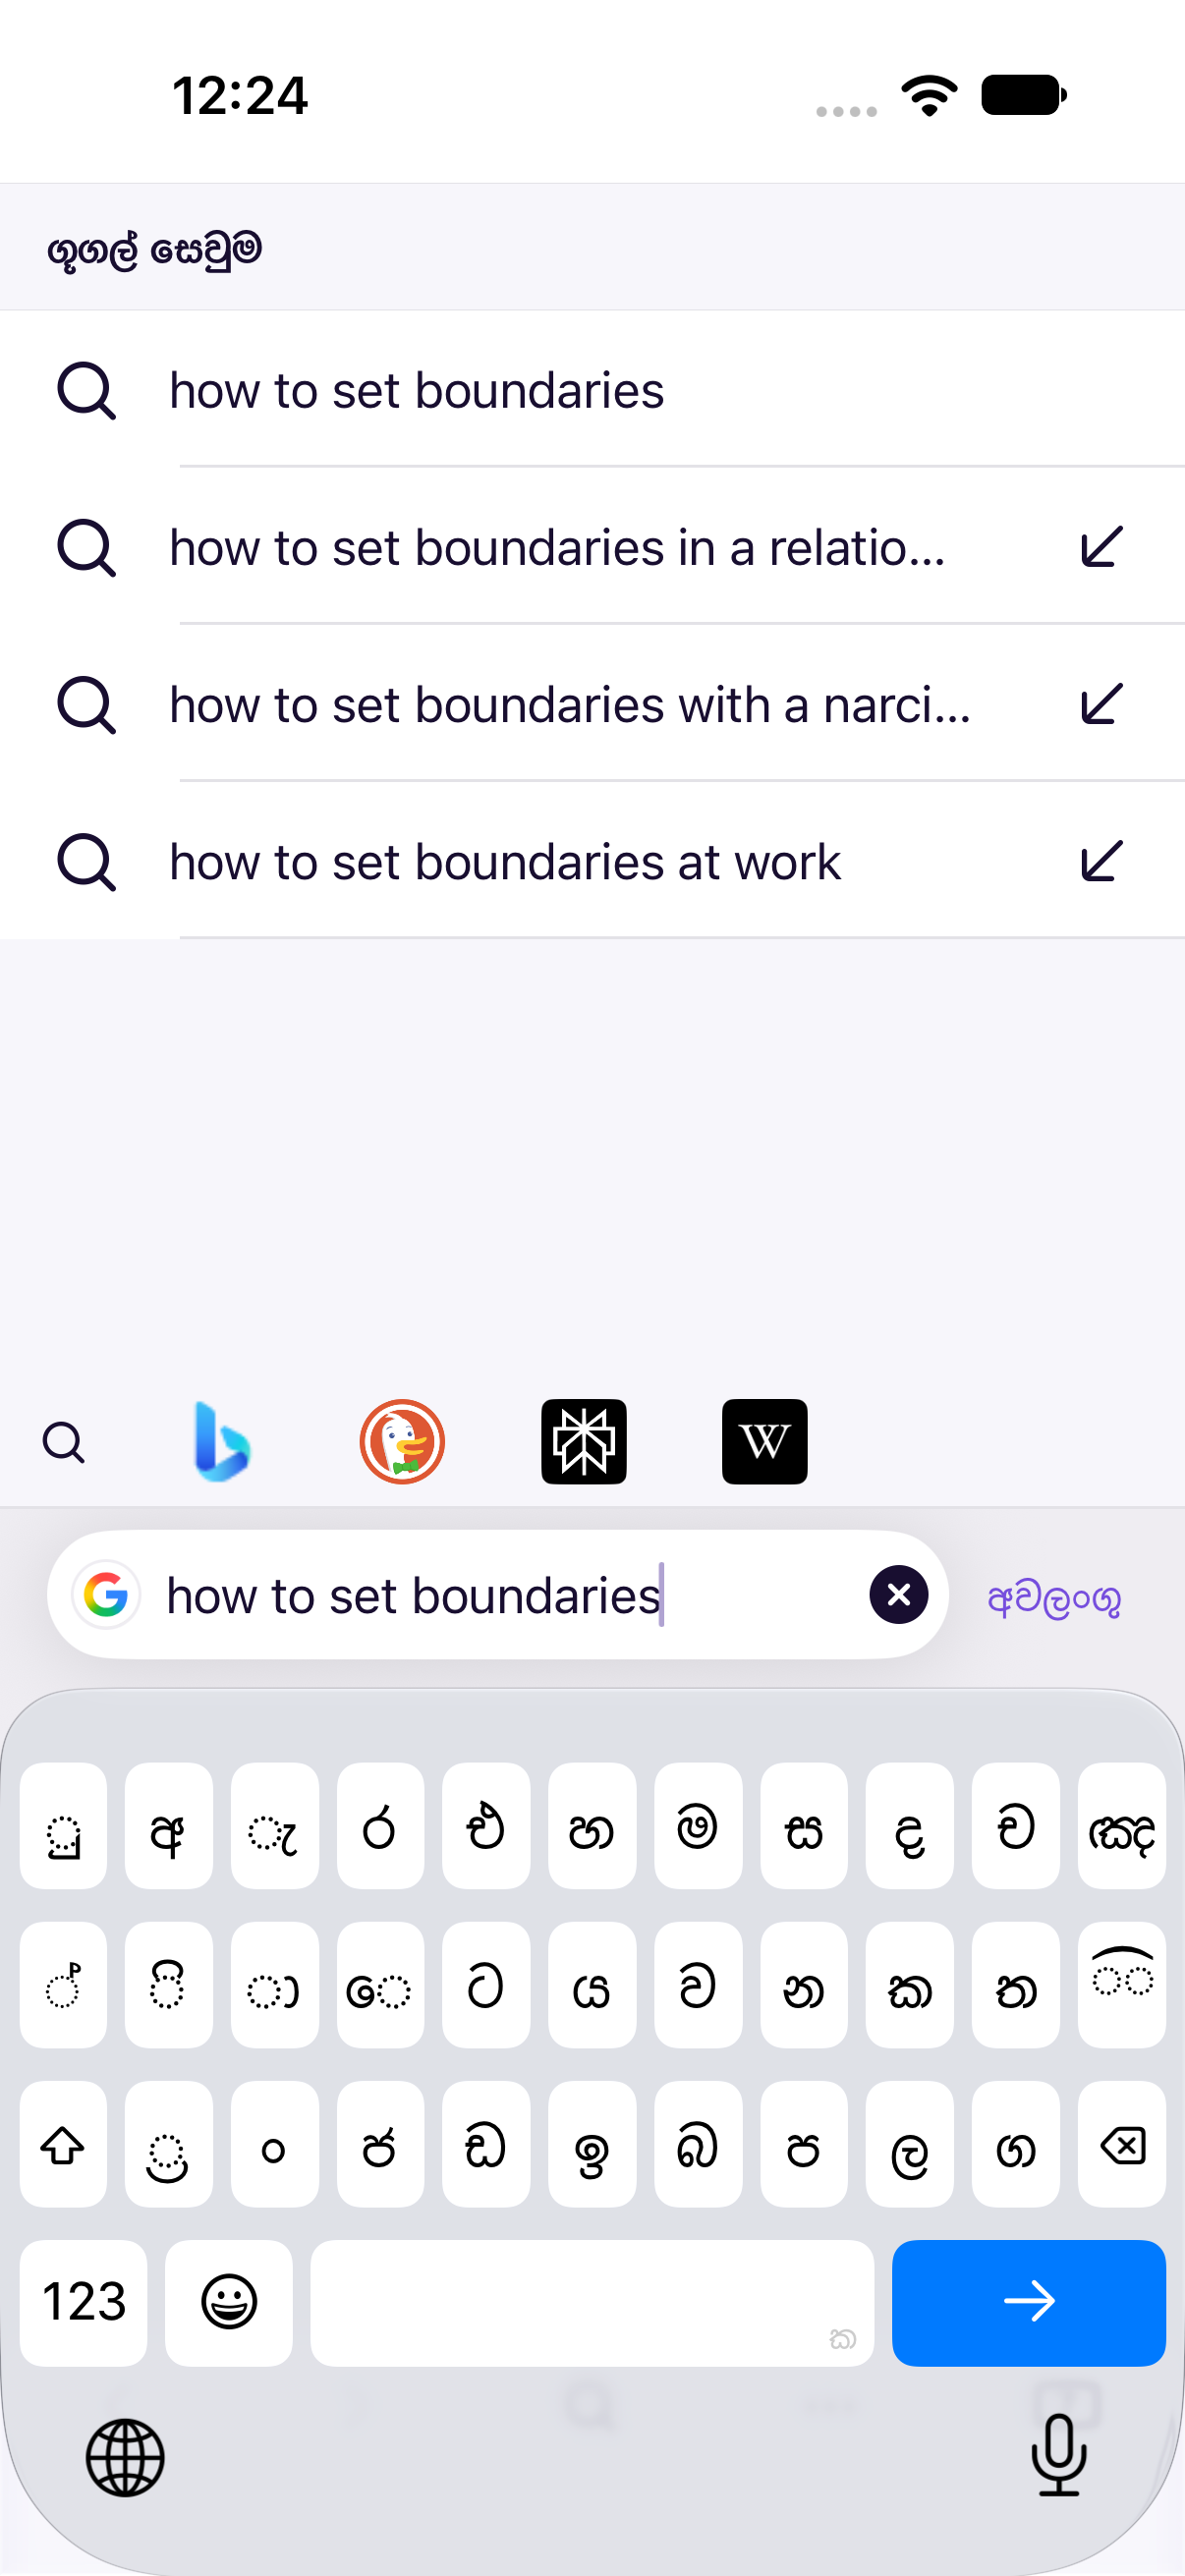 12:24
ගූගල් සෙවුම
how to set boundaries
how to set boundaries in a relatio...
how to set boundaries with a narci...
how to set boundaries at work
W
how to set boundaries
අවලංගු
ු අ ැ ර එ හ ම ස ද ච ඤ
් ි ා ෙ ට ය ව න ක ත
්‍ර ං ජ ඩ ඉ බ ප ල ග
123
ක